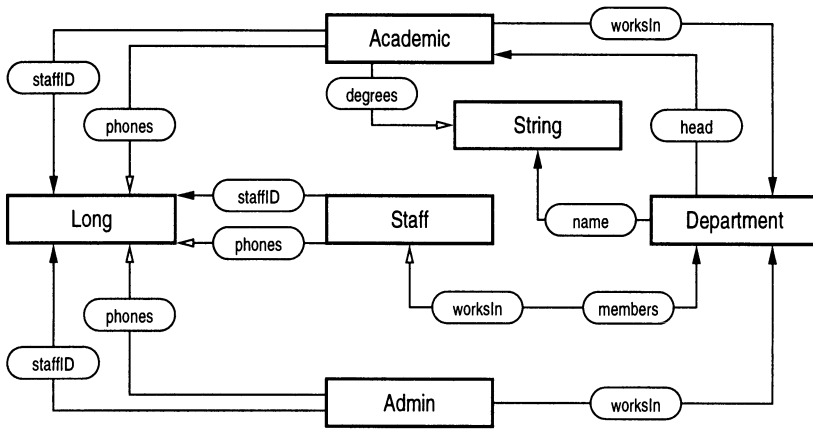 Academic
worksIn
staffID
degrees
phones
String
head
Long
staffID
Staff
phones
name
Department
worksIn
members
phones
staffID
Admin
worksIn